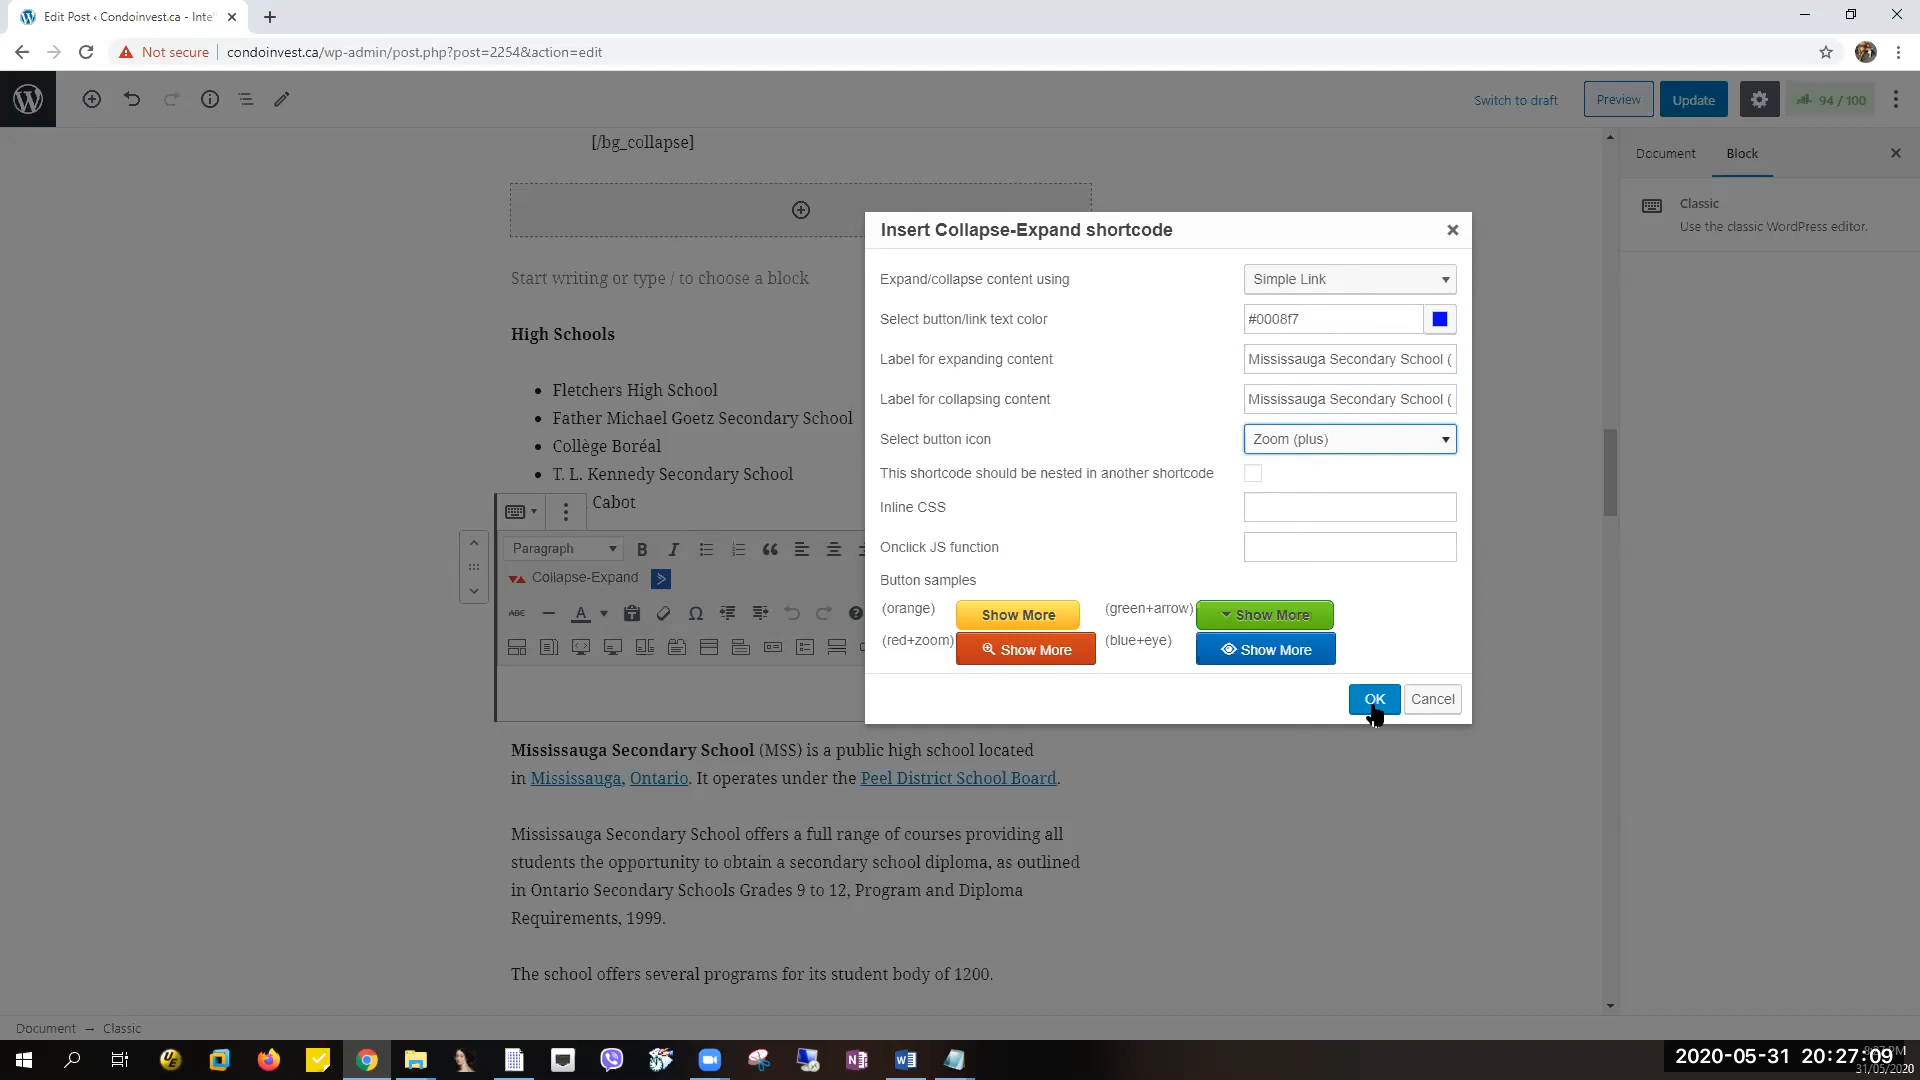 Edit Post ‹ Condoinvest.ca - Inte
Not secure
condoinvest.ca/wp-admin/post.php?post=2254&action=edit
Switch to draft
Preview
Update
94 / 100
[/bg_collapse]
Start writing or type / to choose a block
High Schools
Fletchers High School
Father Michael Goetz Secondary School
Collège Boréal
T. L. Kennedy Secondary School
Cabot
Paragraph
B I
Collapse-Expand
ABC
A
Ω
Insert Collapse-Expand shortcode
Expand/collapse content using
Simple Link
Select button/link text color
#0008f7
Label for expanding content
Mississauga Secondary School (
Label for collapsing content
Mississauga Secondary School (
Select button icon
Zoom (plus)
This shortcode should be nested in another shortcode
Inline CSS
Onclick JS function
Button samples
(orange)
Show More
(green+arrow)
Show More
(red+zoom)
Show More
(blue+eye)
Show More
OK
Cancel
Document
Block
Classic
Use the classic WordPress editor.
Mississauga Secondary School (MSS) is a public high school located
in Mississauga, Ontario. It operates under the Peel District School Board.
Mississauga Secondary School offers a full range of courses providing all
students the opportunity to obtain a secondary school diploma, as outlined
in Ontario Secondary Schools Grades 9 to 12, Program and Diploma
Requirements, 1999.
The school offers several programs for its student body of 1200.
Document → Classic
2020-05-31 20:27:09
31/05/2020